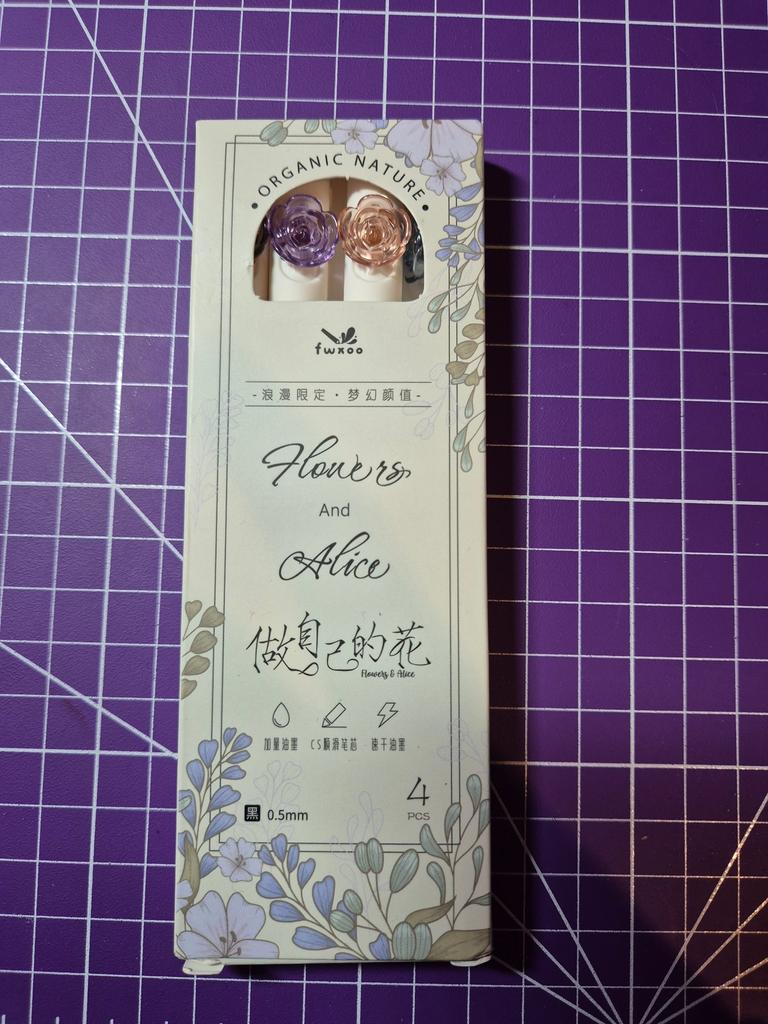 • ORGANIC NATURE •
fwxoo
-浪漫限定·梦幻颜值-
Flowers
And
Alice
做自己的花
Flowers & Alice
加量油墨 CS顺滑笔芯 速干油墨
黑 0.5mm
4
PCS